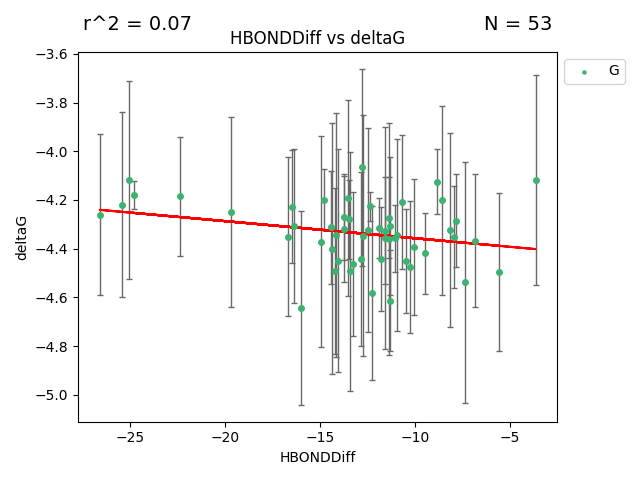 r^2 = 0.07
N = 53
HBONDDiff vs deltaG
G
deltaG
−3.6
−3.8
−4.0
−4.2
−4.4
−4.6
−4.8
−5.0
−25
−20
−15
−10
−5
HBONDDiff